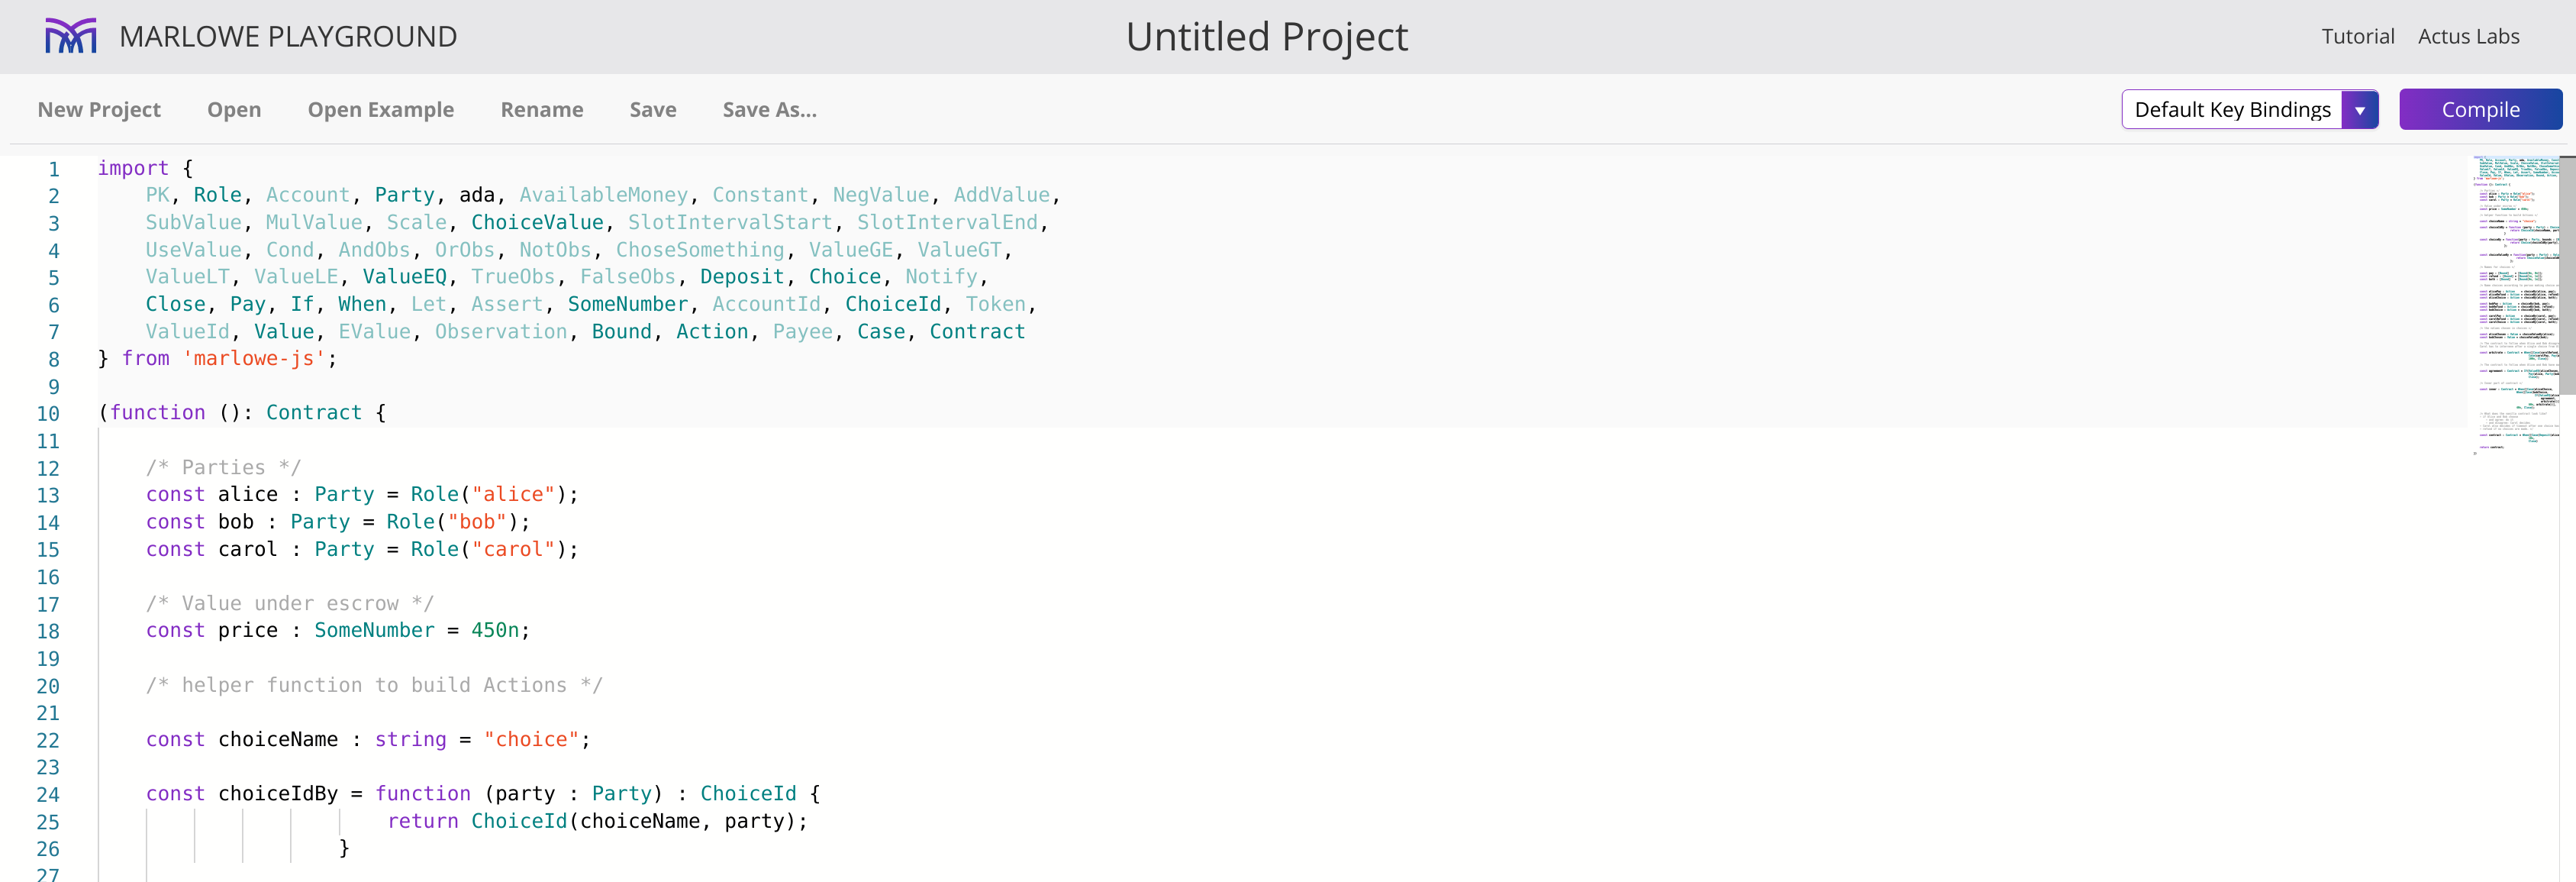 MARLOWE PLAYGROUND
Untitled Project
Tutorial Actus Labs
New Project Open Open Example Rename Save Save As...
Default Key Bindings
Compile
1 import {
2     PK, Role, Account, Party, ada, AvailableMoney, Constant, NegValue, AddValue,
3     SubValue, MulValue, Scale, ChoiceValue, SlotIntervalStart, SlotIntervalEnd,
4     UseValue, Cond, AndObs, OrObs, NotObs, ChoseSomething, ValueGE, ValueGT,
5     ValueLT, ValueLE, ValueEQ, TrueObs, FalseObs, Deposit, Choice, Notify,
6     Close, Pay, If, When, Let, Assert, SomeNumber, AccountId, ChoiceId, Token,
7     ValueId, Value, EValue, Observation, Bound, Action, Payee, Case, Contract
8 } from 'marlowe-js';
9
10 (function (): Contract {
11
12     /* Parties */
13     const alice : Party = Role("alice");
14     const bob : Party = Role("bob");
15     const carol : Party = Role("carol");
16
17     /* Value under escrow */
18     const price : SomeNumber = 450n;
19
20     /* helper function to build Actions */
21
22     const choiceName : string = "choice";
23
24     const choiceIdBy = function (party : Party) : ChoiceId {
25                         return ChoiceId(choiceName, party);
26                     }
27